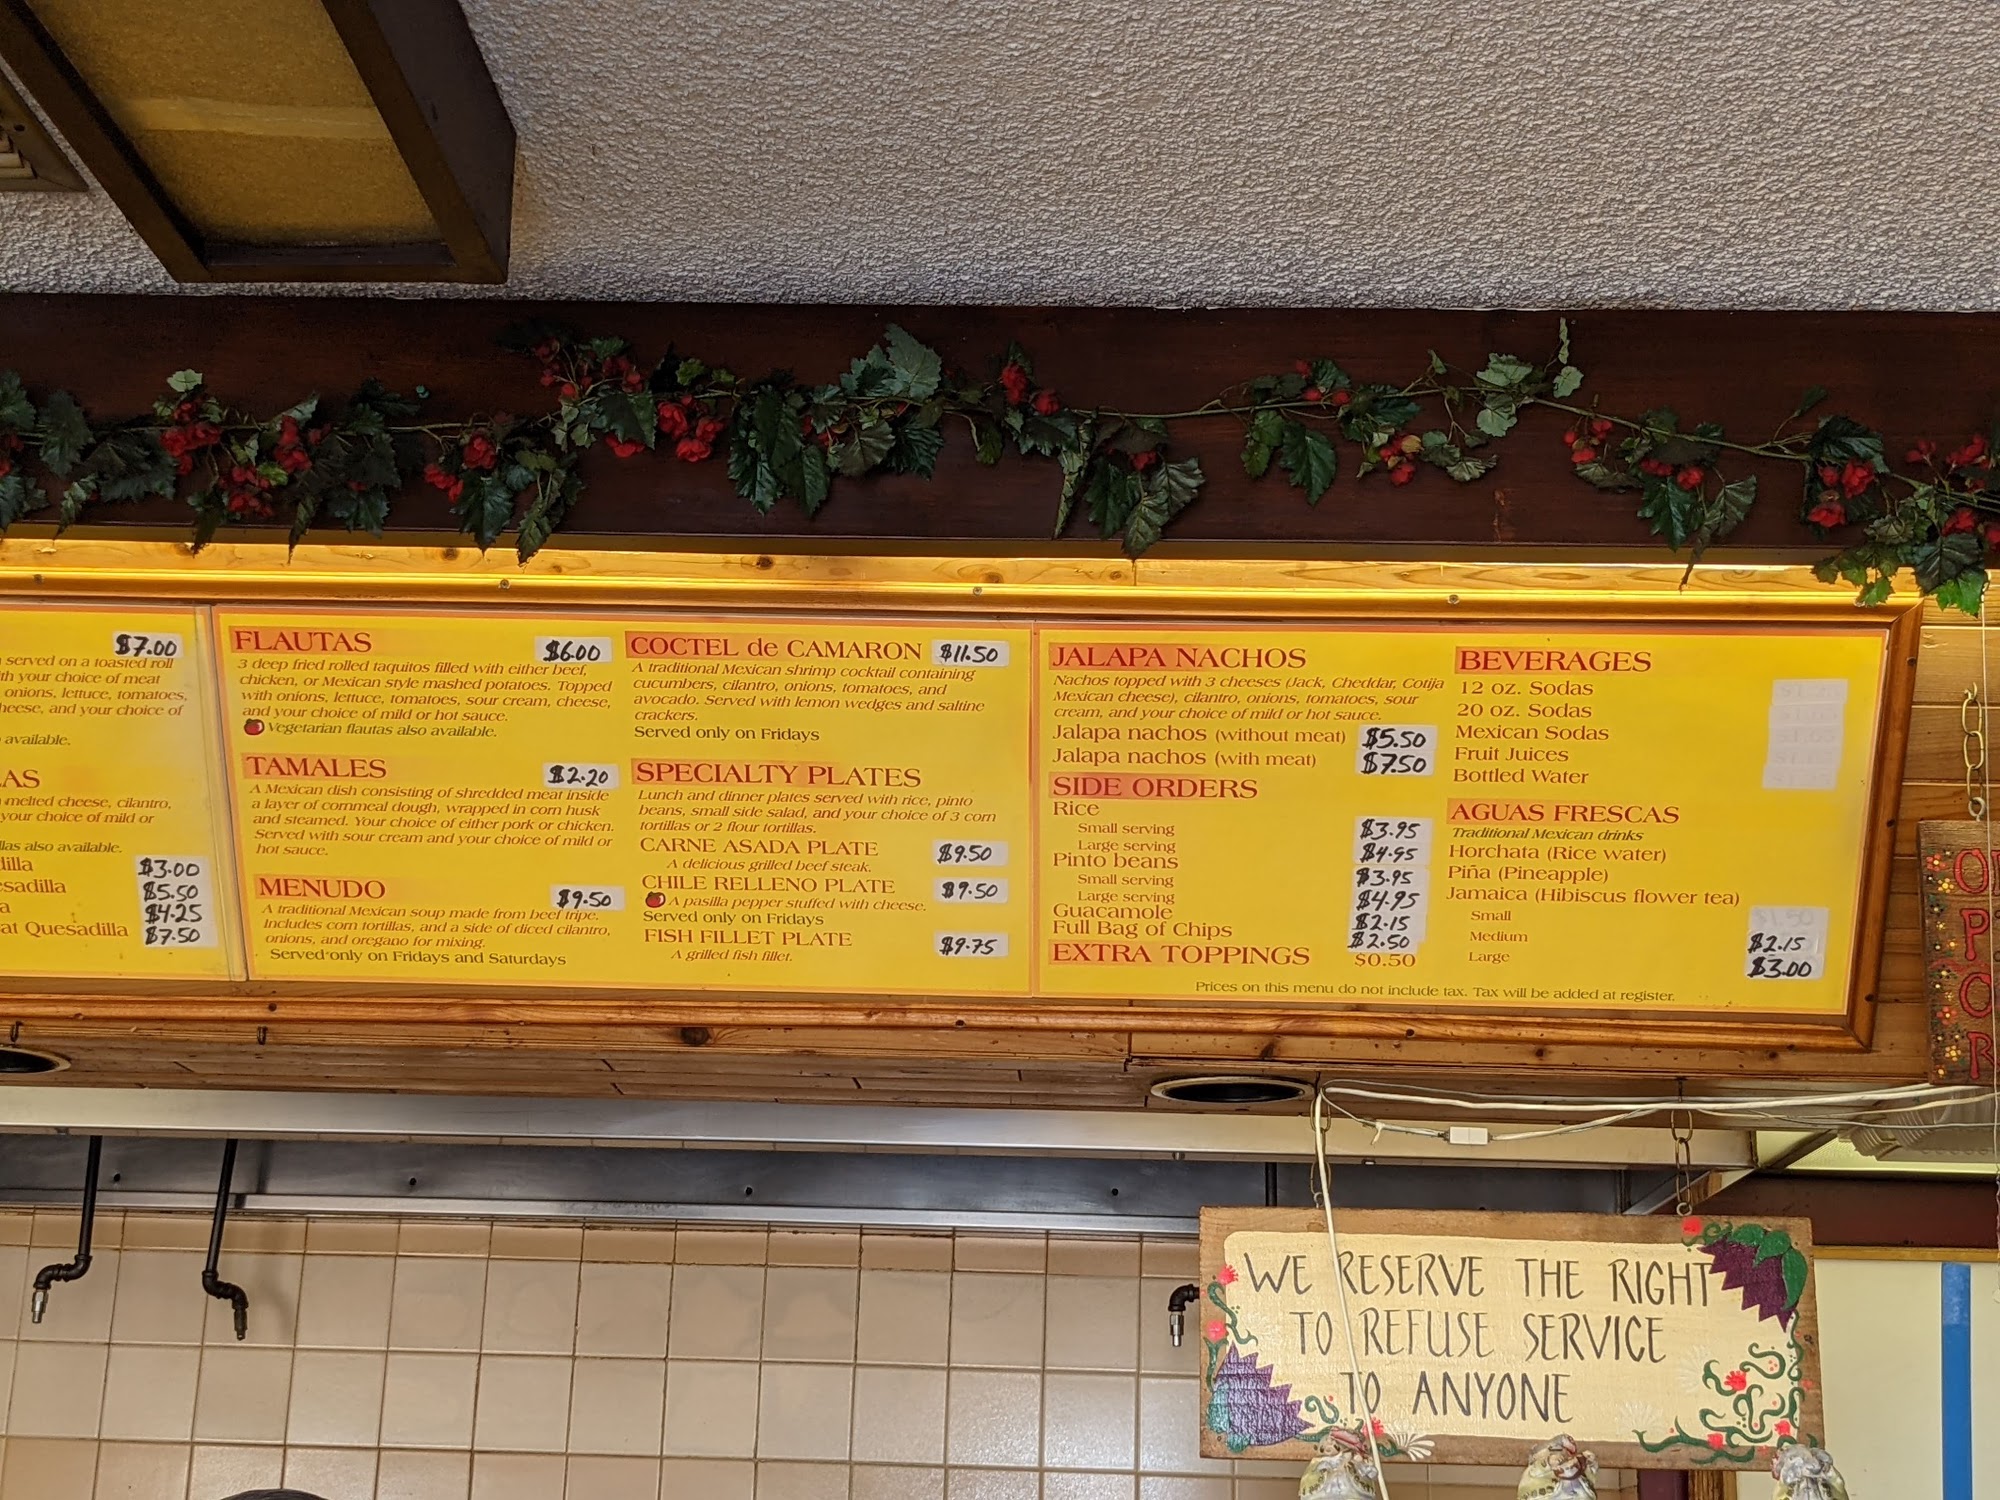 $7.00
served on a toasted roll
your choice of meat
onions, lettuce, tomatoes,
and your choice of
available.
melted cheese, cilantro,
your choice of mild or
also available.
$3.00
$5.50
$4.25
Quesadilla $7.50
FLAUTAS $6.00
3 deep fried rolled taquitos filled with either beef,
chicken, or Mexican style mashed potatoes. Topped
with onions, lettuce, tomatoes, sour cream, cheese,
and your choice of mild or hot sauce.
Vegetarian flautas also available.
TAMALES $2.20
A Mexican dish consisting of shredded meat inside
a layer of cornmeal dough, wrapped in corn husk
and steamed. Your choice of either pork or chicken.
Served with sour cream and your choice of mild or
hot sauce.
MENUDO $9.50
A traditional Mexican soup made from beef tripe.
Includes corn tortillas, and a side of diced cilantro,
onions, and oregano for mixing.
Served only on Fridays and Saturdays
COCTEL de CAMARON $11.50
A traditional Mexican shrimp cocktail containing
cucumbers, cilantro, onions, tomatoes, and
avocado. Served with lemon wedges and saltine
crackers.
Served only on Fridays
SPECIALTY PLATES
Lunch and dinner plates served with rice, pinto
beans, small side salad, and your choice of 3 corn
tortillas or 2 flour tortillas.
CARNE ASADA PLATE $9.50
A delicious grilled beef steak.
CHILE RELLENO PLATE $9.50
A pasilla pepper stuffed with cheese.
Served only on Fridays
FISH FILLET PLATE $9.75
A grilled fish fillet.
JALAPA NACHOS
Nachos topped with 3 cheeses (Jack, Cheddar, Cotija
Mexican cheese), cilantro, onions, tomatoes, sour
cream, and your choice of mild or hot sauce.
Jalapa nachos (without meat) $5.50
Jalapa nachos (with meat) $7.50
SIDE ORDERS
Rice
Small serving $3.95
Large serving $4.95
Pinto beans
Small serving $3.95
Large serving $4.95
Guacamole $2.15
Full Bag of Chips $2.50
EXTRA TOPPINGS $0.50
BEVERAGES
12 oz. Sodas
20 oz. Sodas
Mexican Sodas
Fruit Juices
Bottled Water
AGUAS FRESCAS
Traditional Mexican drinks
Horchata (Rice water)
Piña (Pineapple)
Jamaica (Hibiscus flower tea)
Small $1.50
Medium $2.15
Large $3.00
Prices on this menu do not include tax. Tax will be added at register.
WE RESERVE THE RIGHT
TO REFUSE SERVICE
TO ANYONE